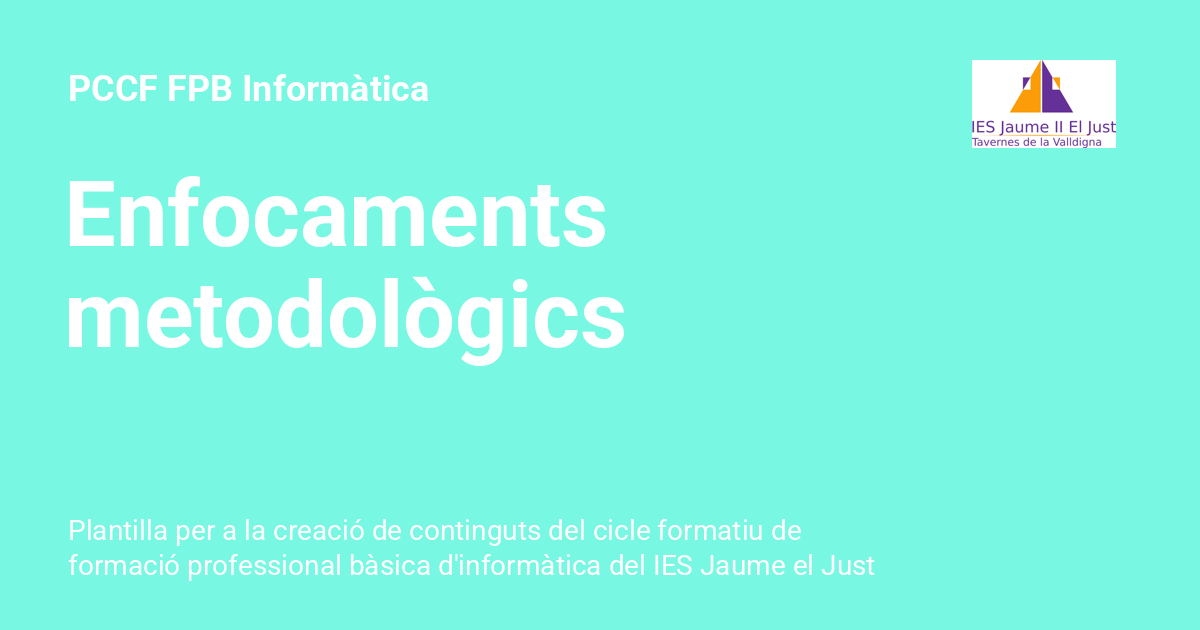 PCCF FPB Informàtica
IES Jaume II El Just
Tavernes de la Valldigna
Enfocaments
metodològics
Plantilla per a la creació de continguts del cicle formatiu de
formació professional bàsica d'informàtica del IES Jaume el Just